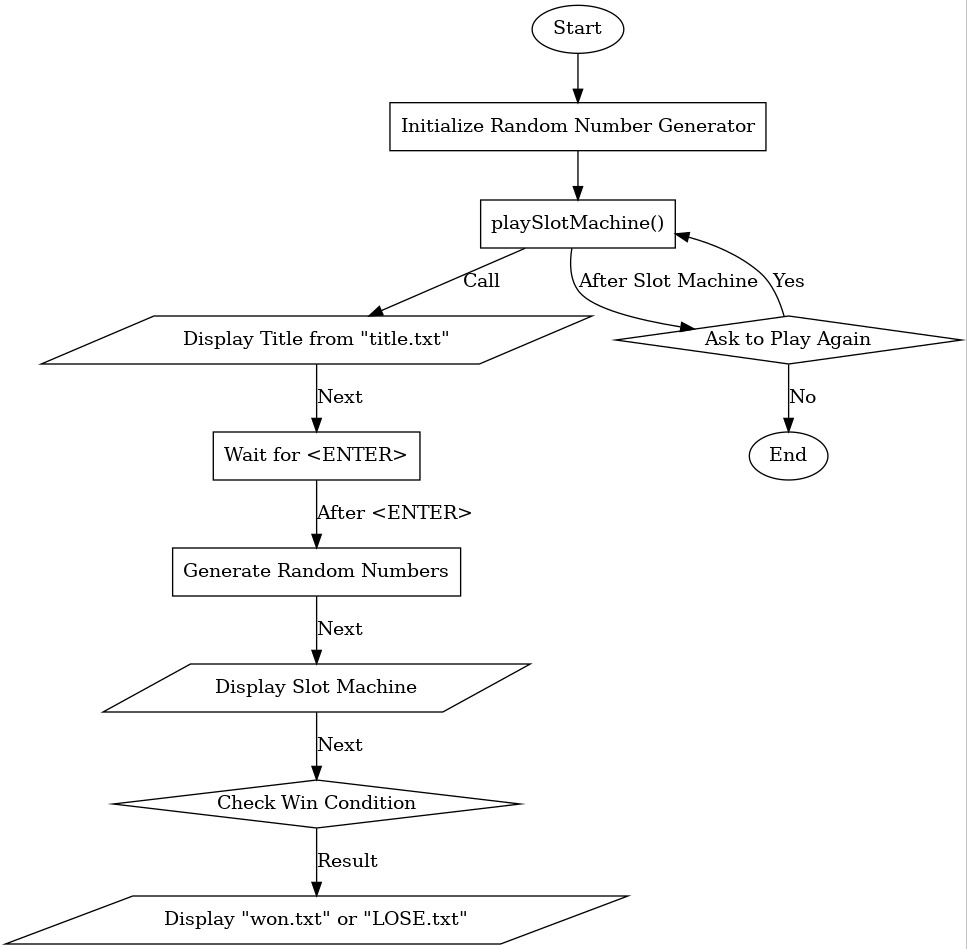 Start
Initialize Random Number Generator
playSlotMachine()
Call
After Slot Machine
Yes
Display Title from "title.txt"
Ask to Play Again
Next
No
Wait for <ENTER>
End
After <ENTER>
Generate Random Numbers
Next
Display Slot Machine
Next
Check Win Condition
Result
Display "won.txt" or "LOSE.txt"